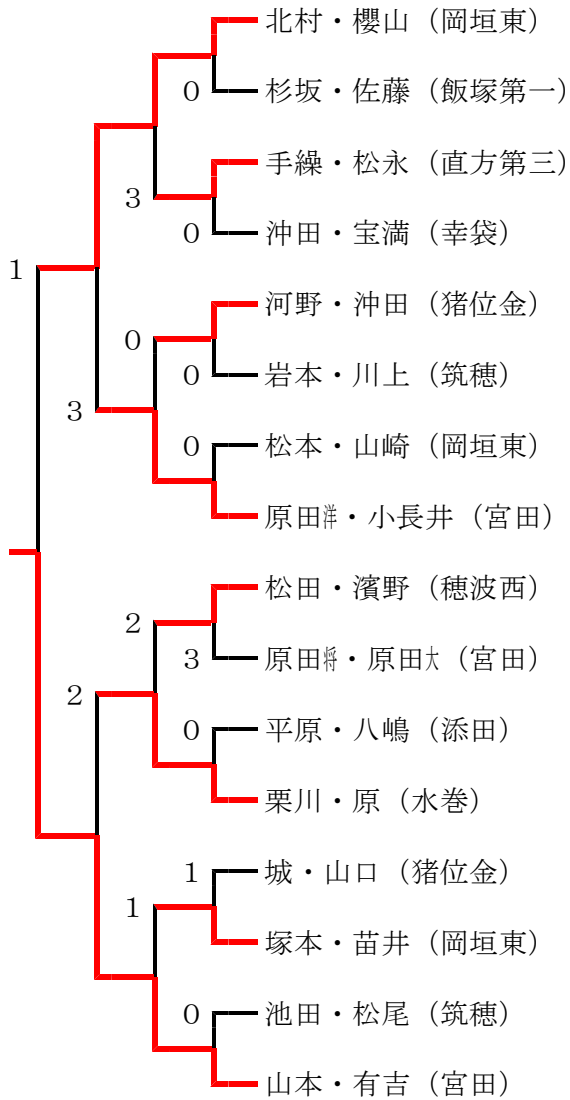 北村・櫻山（岡垣東）
0
杉坂・佐藤（飯塚第一）
手繰・松永（直方第三）
3
0
沖田・宝満（幸袋）
1
河野・沖田（猪位金）
0
0
岩本・川上（筑穂）
3
0
松本・山崎（岡垣東）
原田洋・小長井（宮田）
松田・濱野（穂波西）
2
3
原田将・原田大（宮田）
2
0
平原・八嶋（添田）
栗川・原（水巻）
1
城・山口（猪位金）
1
塚本・苗井（岡垣東）
0
池田・松尾（筑穂）
山本・有吉（宮田）